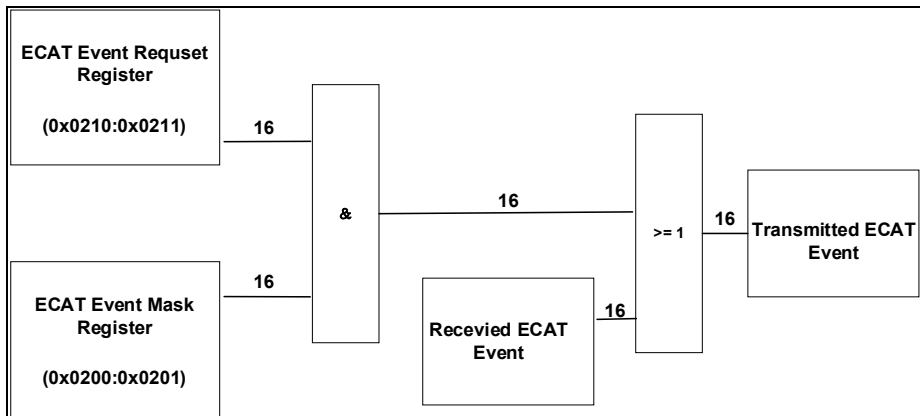 ECAT Event Requset
Register
(0x0210:0x0211)
16
&
16
ECAT Event Mask
Register
(0x0200:0x0201)
16
Recevied ECAT
Event
16
>= 1
16
Transmitted ECAT
Event